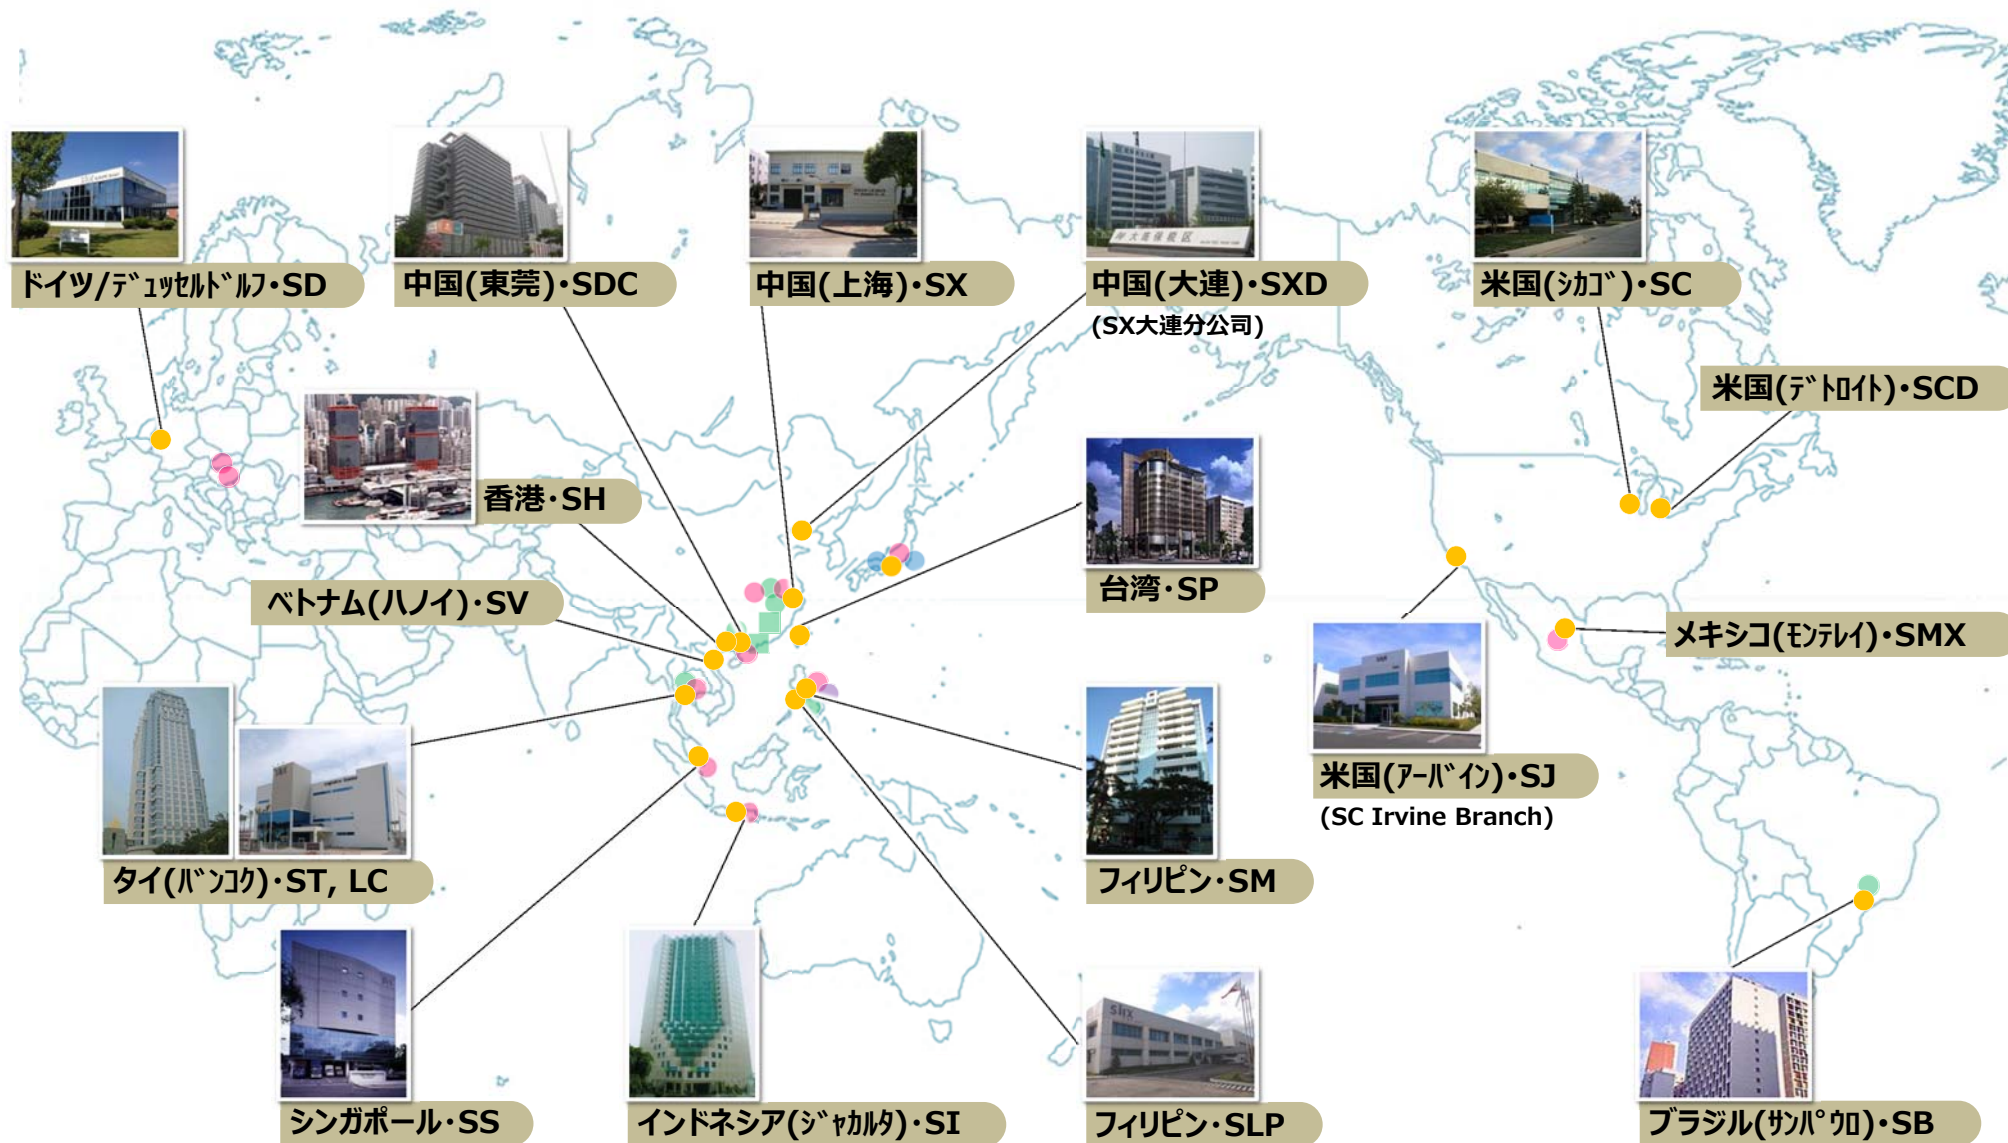 ドイツ/ﾃﾞｭｯｾﾙﾄﾞﾙﾌ・SD
中国(東莞)・SDC
中国(上海)・SX
中国(大連)・SXD
(SX大連分公司)
米国(ｼｶｺﾞ)・SC
米国(ﾃﾞﾄﾛｲﾄ)・SCD
香港・SH
台湾・SP
ベトナム(ハノイ)・SV
メキシコ(ﾓﾝﾃﾚｲ)・SMX
米国(ｱｰﾊﾞｲﾝ)・SJ
(SC Irvine Branch)
タイ(ﾊﾞﾝｺｸ)・ST, LC
フィリピン・SM
シンガポール・SS
インドネシア(ｼﾞｬｶﾙﾀ)・SI
SIIX
フィリピン・SLP
ブラジル(ｻﾝﾊﾟｳﾛ)・SB